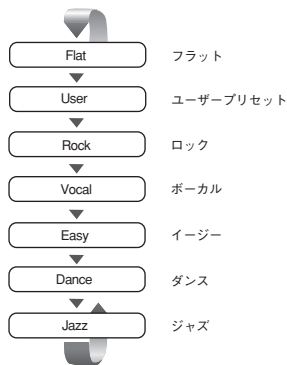 Flat フラット
User ユーザープリセット
Rock ロック
Vocal ボーカル
Easy イージー
Dance ダンス
Jazz ジャズ